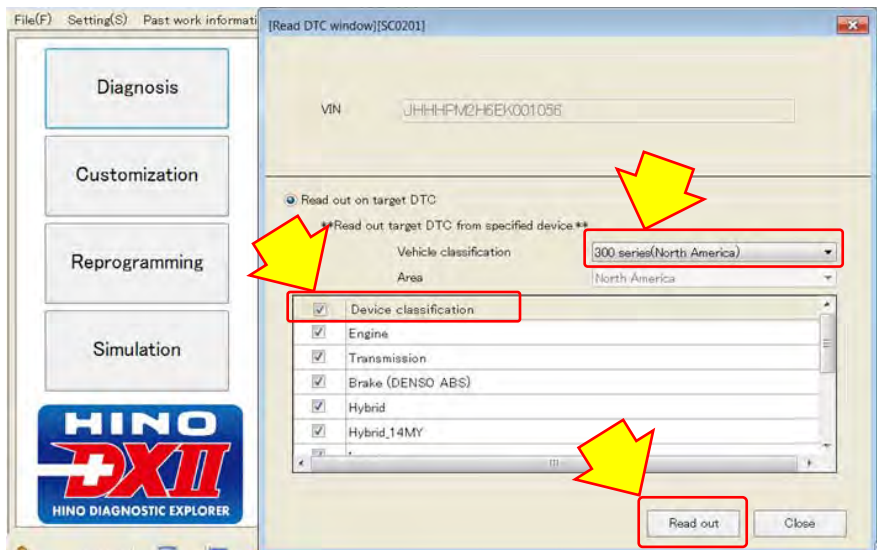 File(F) Setting(S) Past work informati
[Read DTC window][SC0201]
Diagnosis
Customization
Reprogramming
Simulation
HINO
DXII
HINO DIAGNOSTIC EXPLORER
VIN JHHHPM2H6EK001056
Read out on target DTC
**Read out target DTC from specified device.**
Vehicle classification 300 series(North America)
Area North America
Device classification
Engine
Transmission
Brake (DENSO ABS)
Hybrid
Hybrid_14MY
Read out Close